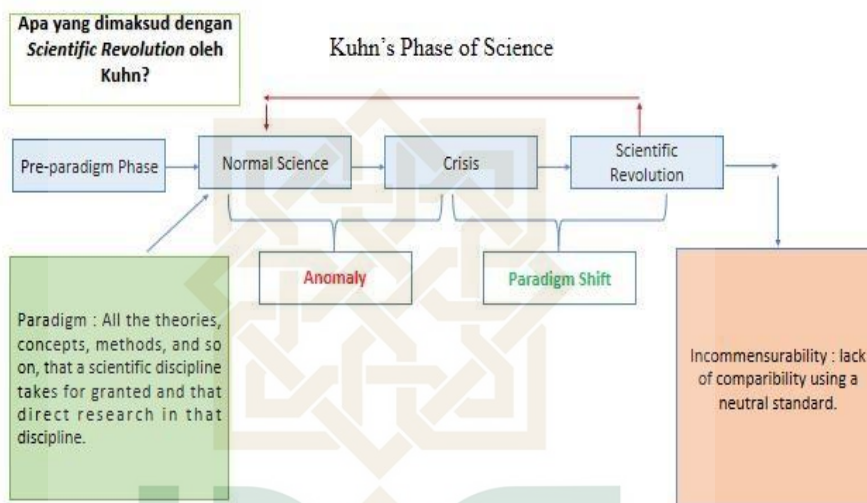 Apa yang dimaksud dengan
Scientific Revolution oleh
Kuhn?
Kuhn's Phase of Science
Pre-paradigm Phase
Normal Science
Crisis
Scientific
Revolution
Anomaly
Paradigm Shift
Paradigm : All the theories,
concepts, methods, and so
on, that a scientific discipline
takes for granted and that
direct research in that
discipline.
Incommensurability : lack
of comparibility using a
neutral standard.